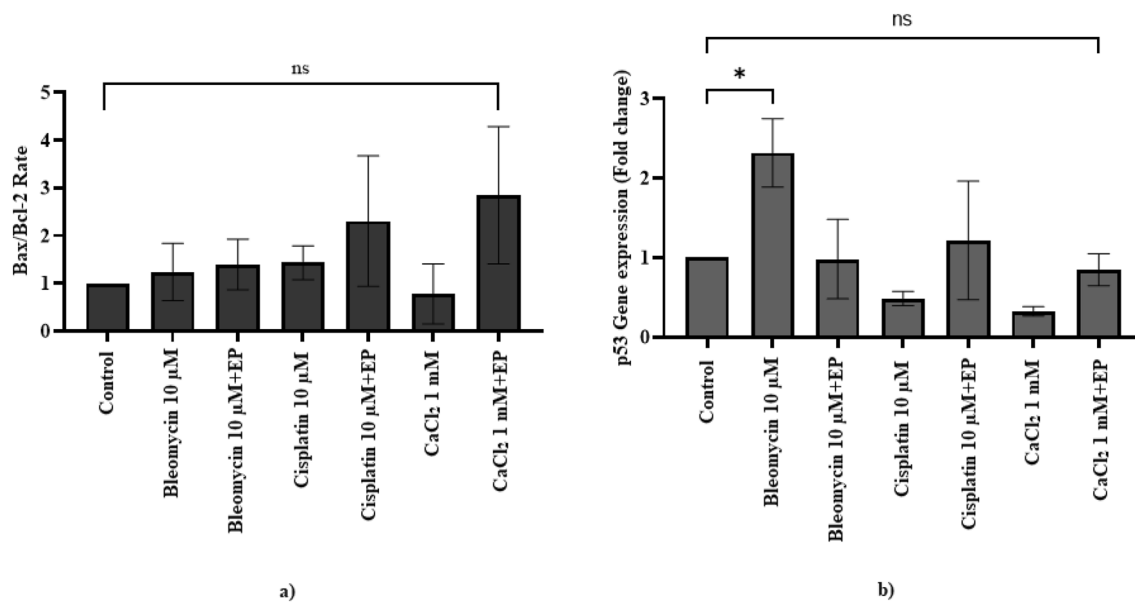 ns
5
4
3
2
1
0
Bax/Bcl-2 Rate
Control
Bleomycin 10 µM
Bleomycin 10 µM+EP
Cisplatin 10 µM
Cisplatin 10 µM+EP
CaCl₂ 1 mM
CaCl₂ 1 mM+EP
a)
ns
*
3
2
1
0
p53 Gene expression (Fold change)
Control
Bleomycin 10 µM
Bleomycin 10 µM+EP
Cisplatin 10 µM
Cisplatin 10 µM+EP
CaCl₂ 1 mM
CaCl₂ 1 mM+EP
b)